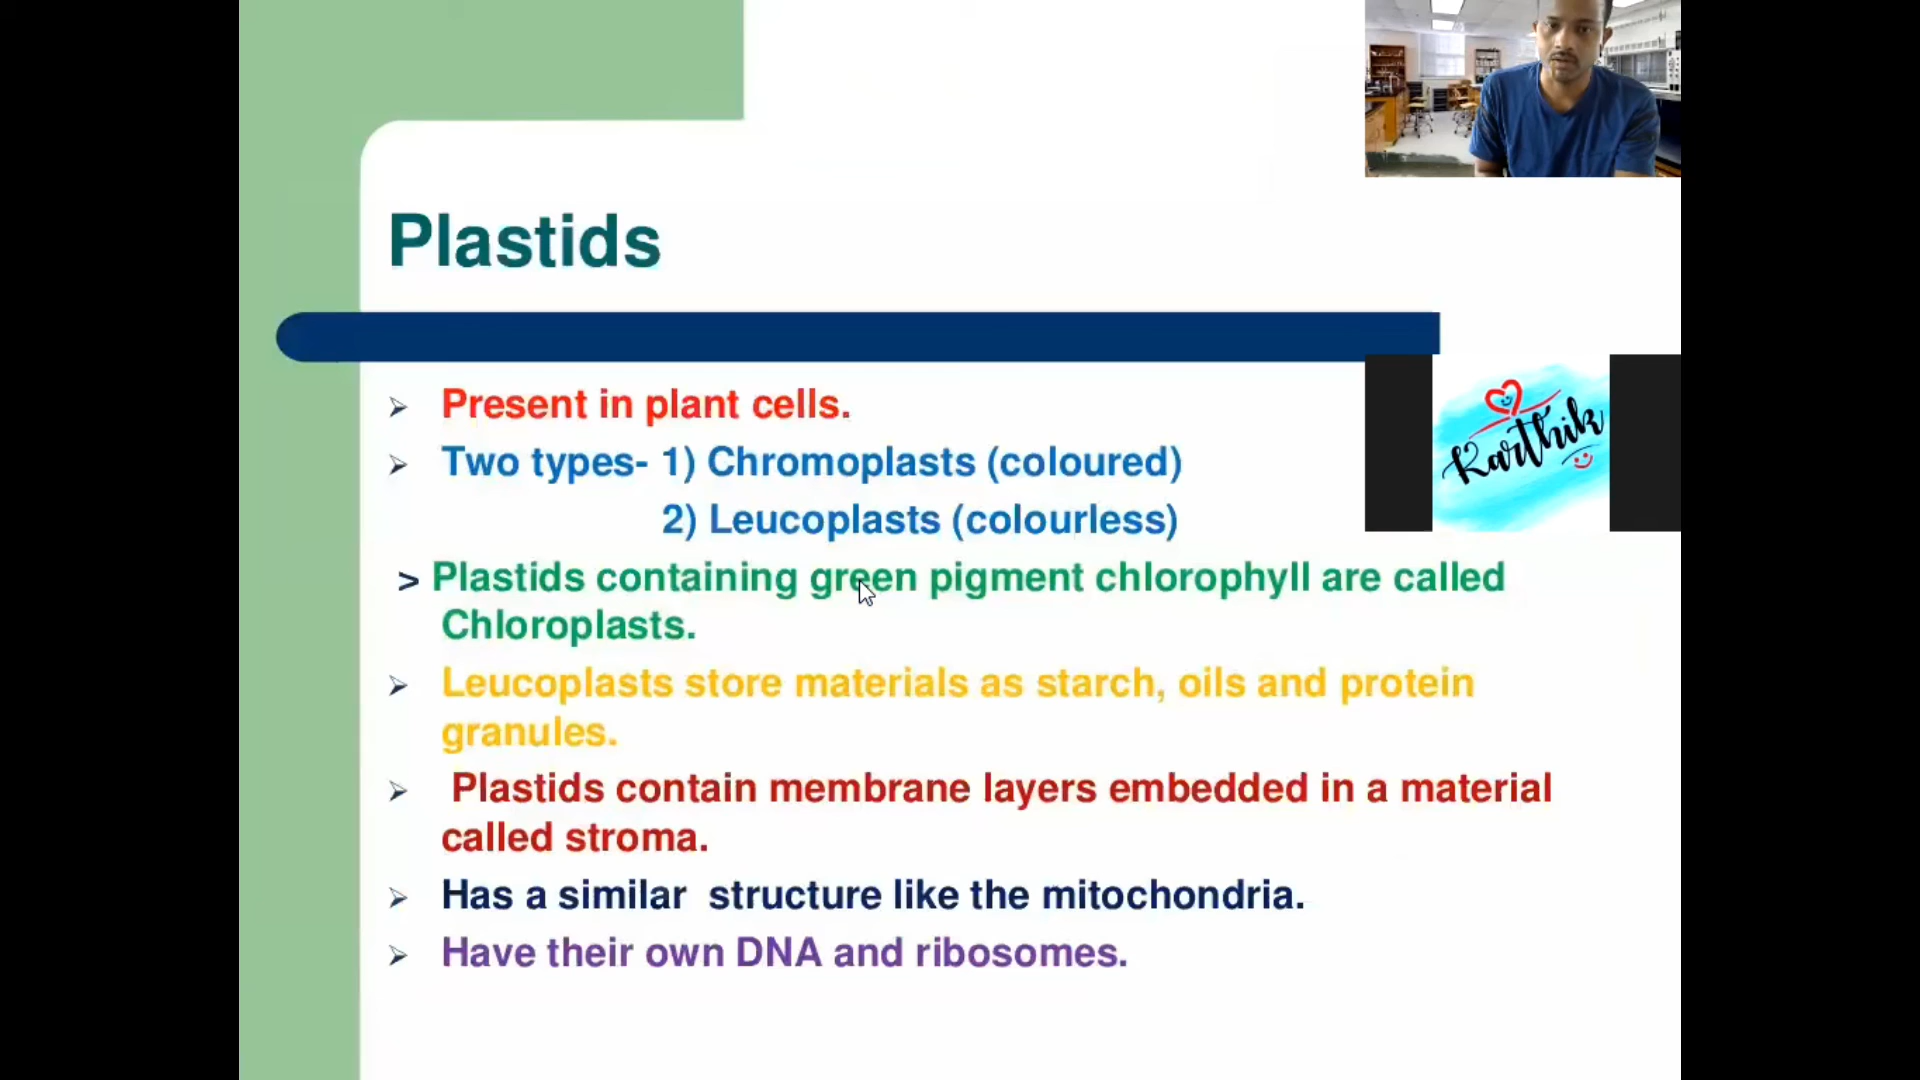 Plastids
Present in plant cells.
Two types- 1) Chromoplasts (coloured)
2) Leucoplasts (colourless)
> Plastids containing green pigment chlorophyll are called
Chloroplasts.
Leucoplasts store materials as starch, oils and protein
granules.
Plastids contain membrane layers embedded in a material
called stroma.
Has a similar structure like the mitochondria.
Have their own DNA and ribosomes.
Karthik